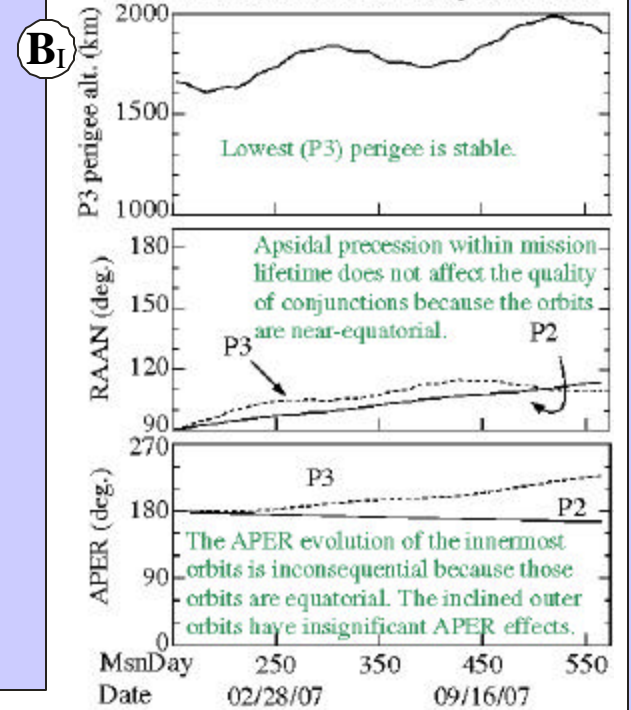 B_I
P3 perigee alt. (km)
2000
1500
1000
Lowest (P3) perigee is stable.
RAAN (deg.)
180
150
120
90
Apsidal precession within mission
lifetime does not affect the quality
of conjunctions because the orbits
are near-equatorial.
P3
P2
APER (deg.)
270
180
90
0
P3
P2
The APER evolution of the innermost
orbits is inconsequential because those
orbits are equatorial. The inclined outer
orbits have insignificant APER effects.
MsnDay 250 350 450 550
Date 02/28/07 09/16/07